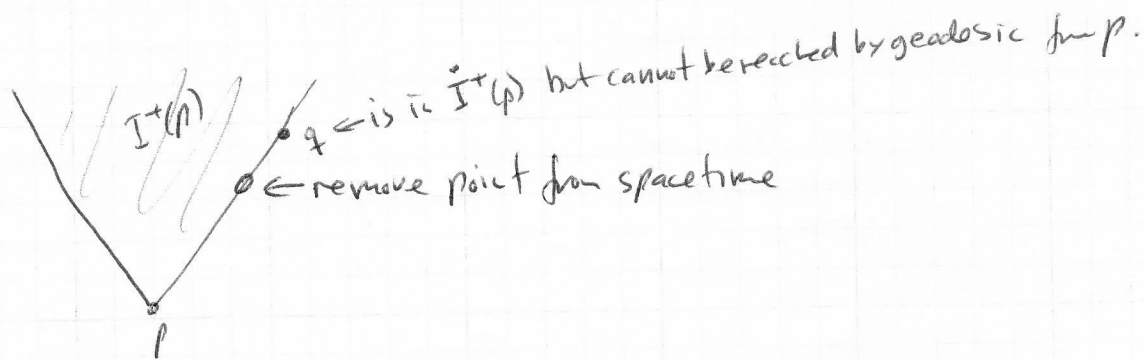 I⁺(p)
q ← is in İ⁺(p) but cannot be reached by geodesic from p.
← remove point from spacetime
p